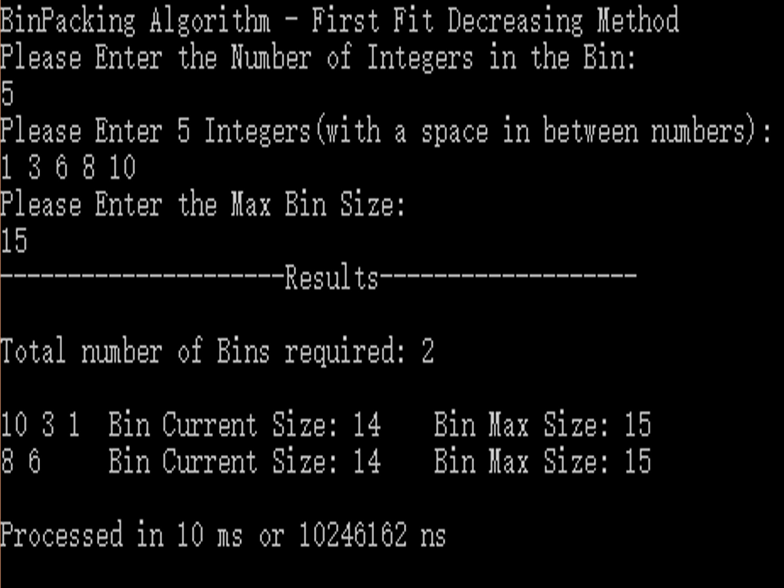 BinPacking Algorithm - First Fit Decreasing Method
Please Enter the Number of Integers in the Bin:
5
Please Enter 5 Integers(with a space in between numbers):
1 3 6 8 10
Please Enter the Max Bin Size:
15
---------------------Results-------------------
Total number of Bins required: 2
10 3 1  Bin Current Size: 14    Bin Max Size: 15
8 6     Bin Current Size: 14    Bin Max Size: 15
Processed in 10 ms or 10246162 ns